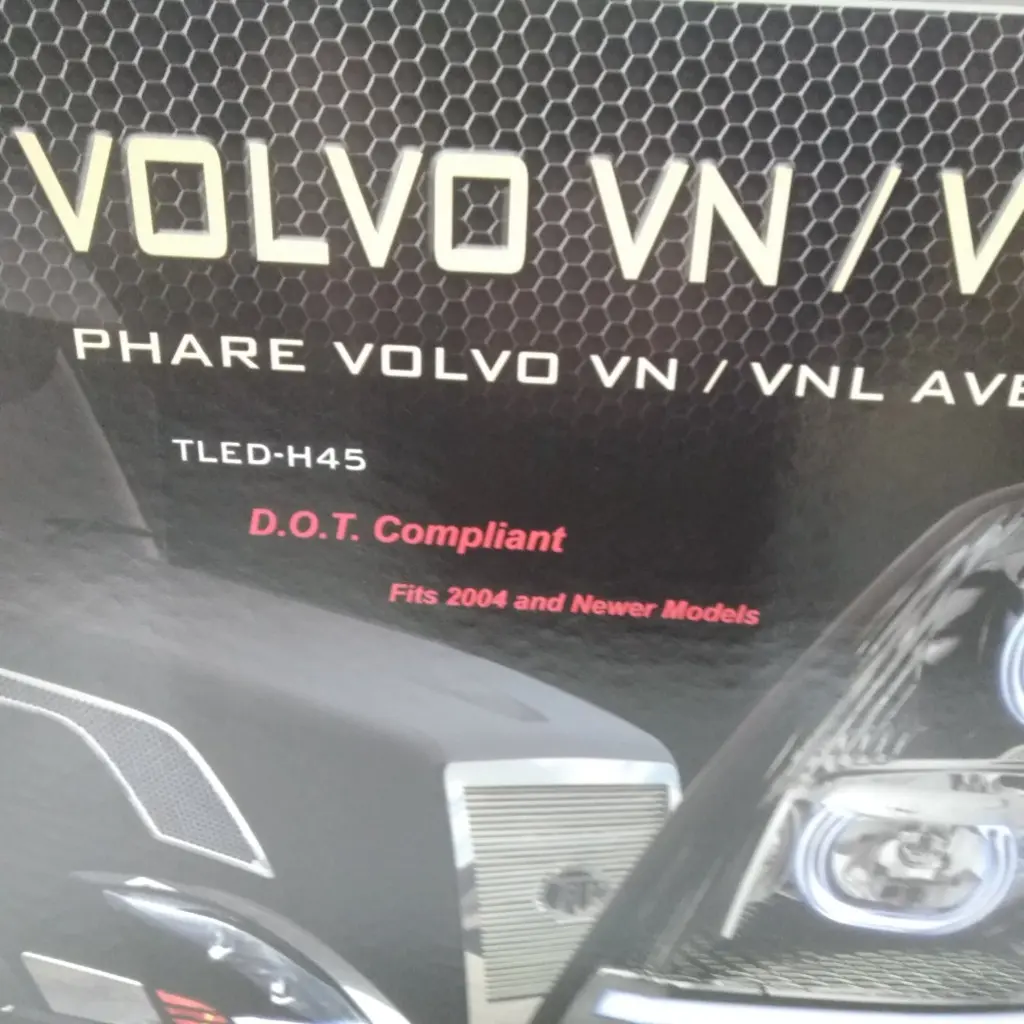 VOLVO VN / V
PHARE VOLVO VN / VNL AVE
TLED-H45
D.O.T. Compliant
Fits 2004 and Newer Models